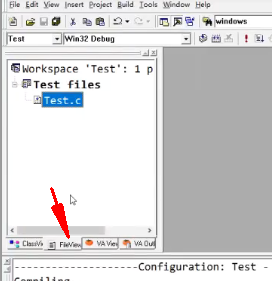 File Edit View Insert Project Build Tools Window Help
windows
Test Win32 Debug
Workspace 'Test': 1 p
Test files
Test.c
ClassVi FileView VA View VA Outl
--------------------Configuration: Test -
Compiling